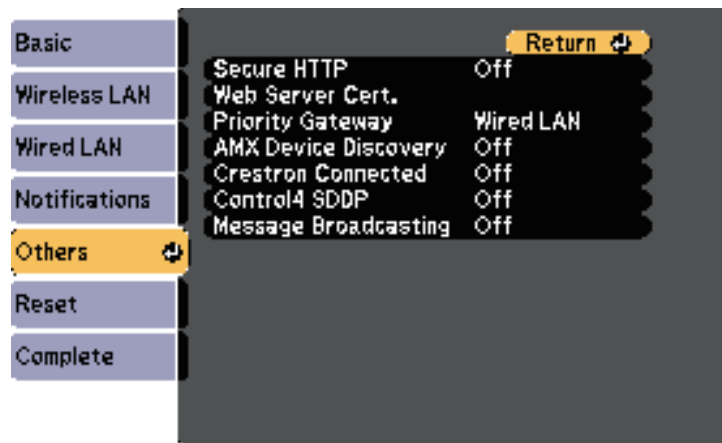 Basic
Wireless LAN
Wired LAN
Notifications
Others
Reset
Complete
Return
Secure HTTP Off
Web Server Cert.
Priority Gateway Wired LAN
AMX Device Discovery Off
Crestron Connected Off
Control4 SDDP Off
Message Broadcasting Off